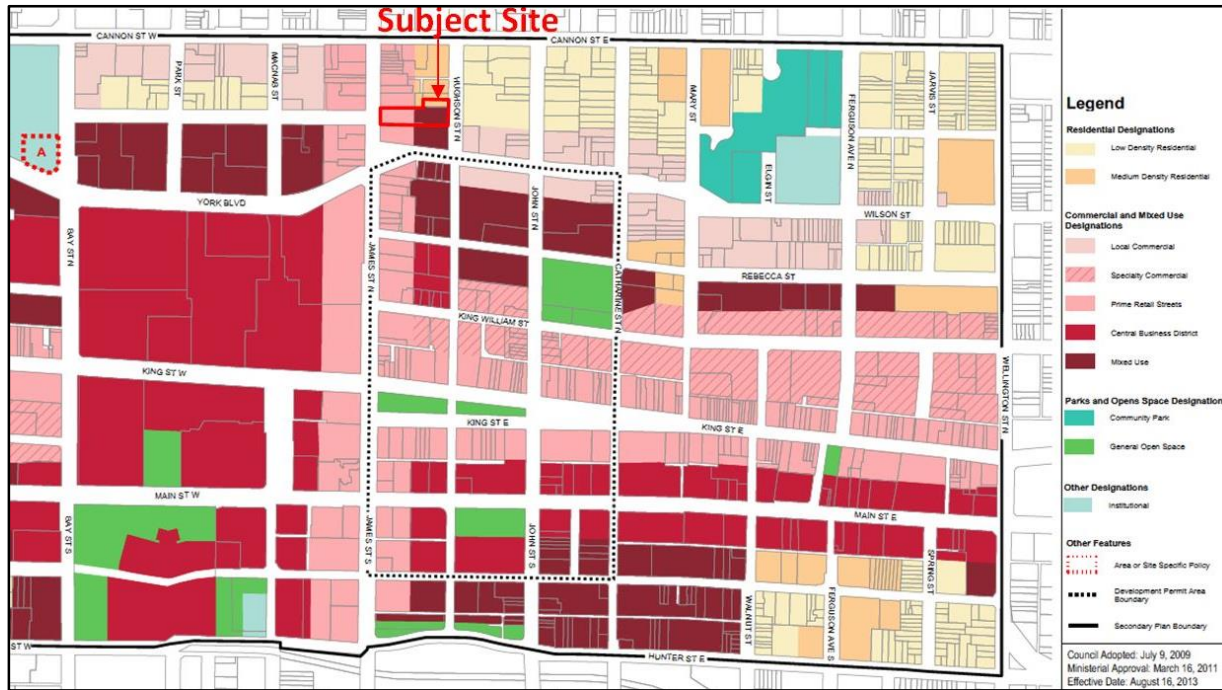 Subject Site
CANNON ST W
CANNON ST E
PARK ST
MACNAB ST
HUGHSON ST N
MARY ST
FERGUSON AVE N
JARVIS ST
A
ELGIN ST
YORK BLVD
WILSON ST
BAY ST N
JAMES ST N
JOHN ST N
CATHARINE ST N
REBECCA ST
KING WILLIAM ST
KING ST W
WELLINGTON ST N
KING ST E
KING ST E
MAIN ST W
MAIN ST E
BAY ST S
JAMES ST S
JOHN ST S
SPRING ST
WALNUT ST
FERGUSON AVE S
ST W
HUNTER ST E
Legend
Residential Designations
Low Density Residential
Medium Density Residential
Commercial and Mixed Use
Designations
Local Commercial
Specialty Commercial
Prime Retail Streets
Central Business District
Mixed Use
Parks and Opens Space Designation
Community Park
General Open Space
Other Designations
Institutional
Other Features
Area or Site Specific Policy
Development Permit Area
Boundary
Secondary Plan Boundary
Council Adopted: July 9, 2009
Ministerial Approval: March 16, 2011
Effective Date: August 16, 2013